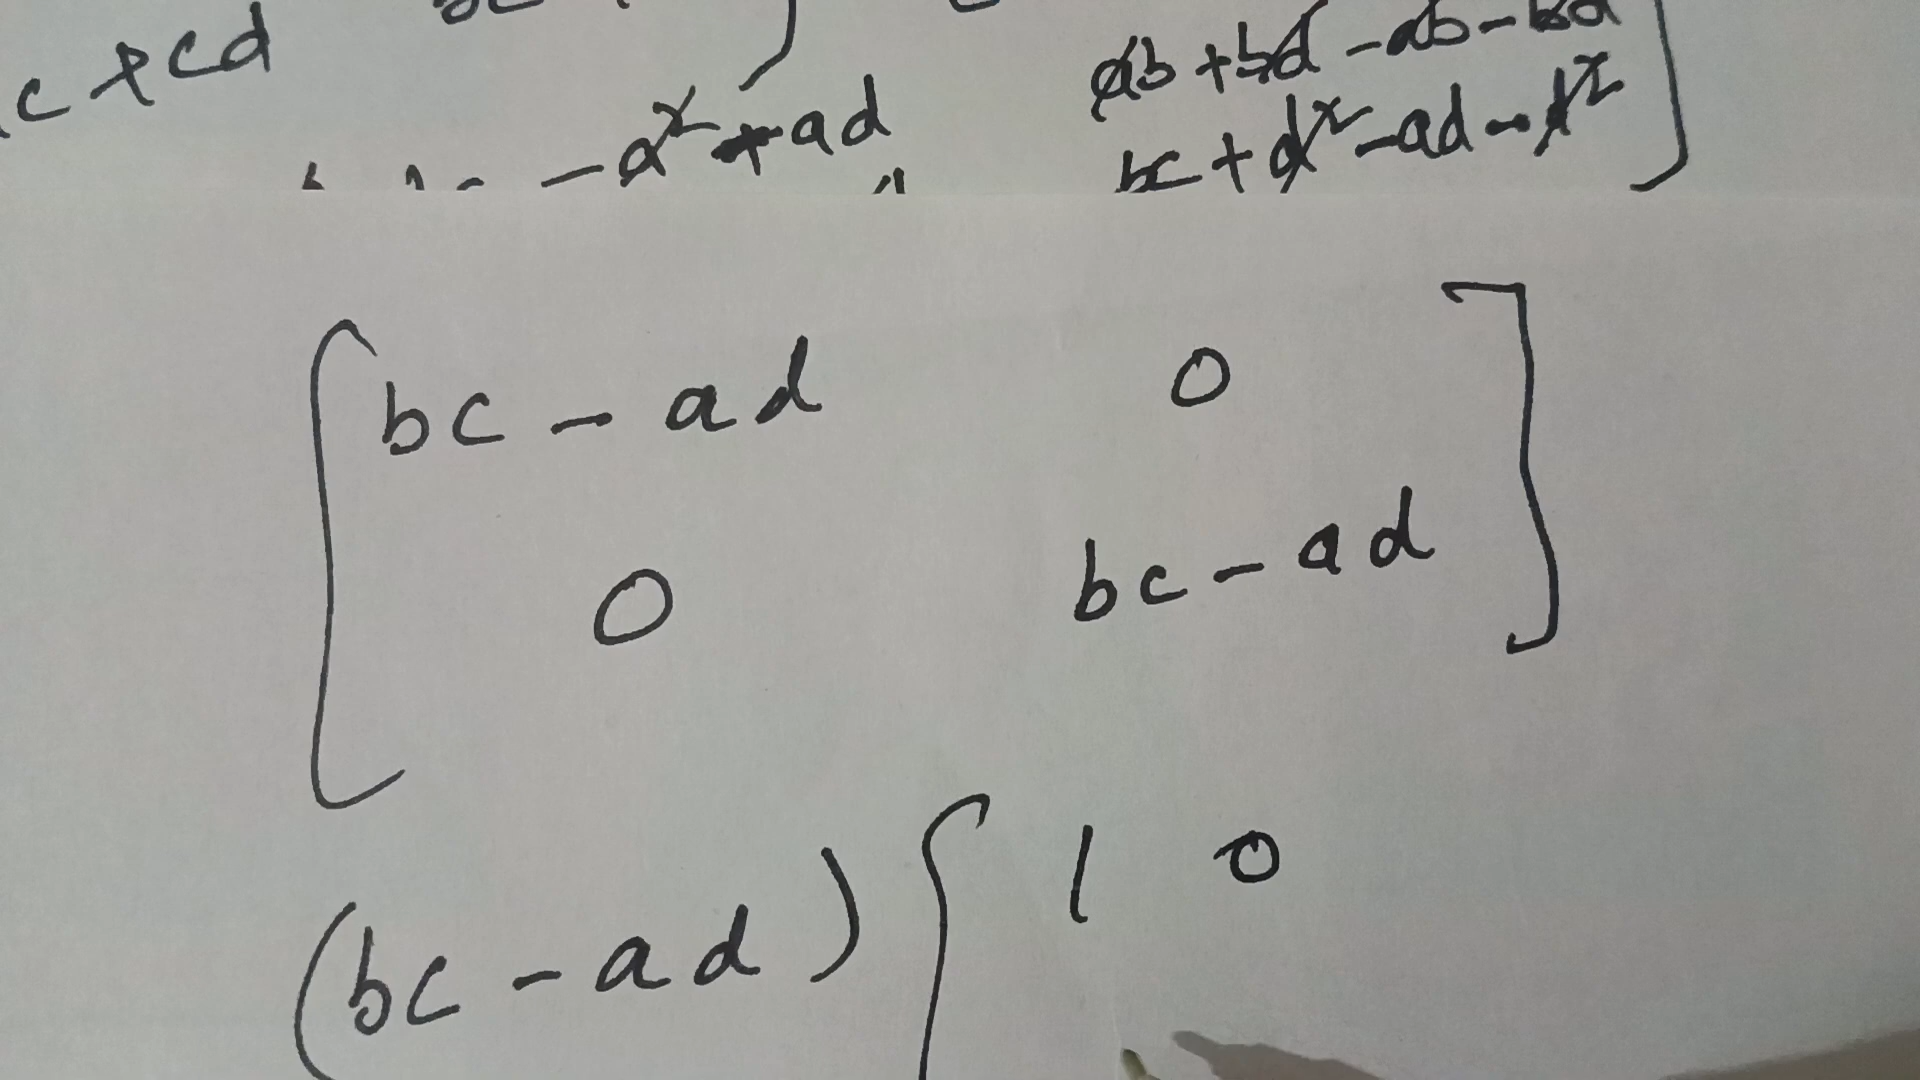 c + cd
ab + bd - ab - bd
- a² + ad
bc + d² - ad - d²
bc - ad 0
0 bc - ad
(bc - ad) [ 1 0